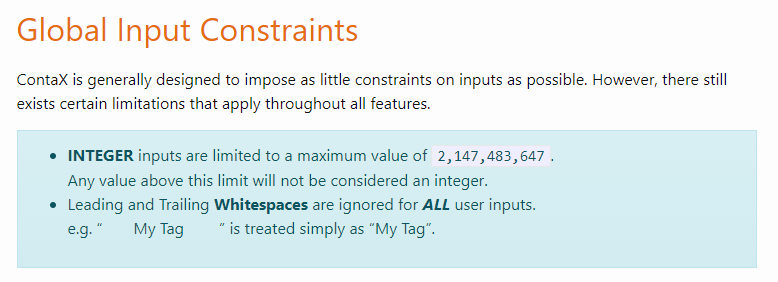 Global Input Constraints
ContaX is generally designed to impose as little constraints on inputs as possible. However, there still
exists certain limitations that apply throughout all features.
• INTEGER inputs are limited to a maximum value of 2,147,483,647 .
Any value above this limit will not be considered an integer.
• Leading and Trailing Whitespaces are ignored for ALL user inputs.
e.g. “      My Tag      ” is treated simply as “My Tag”.